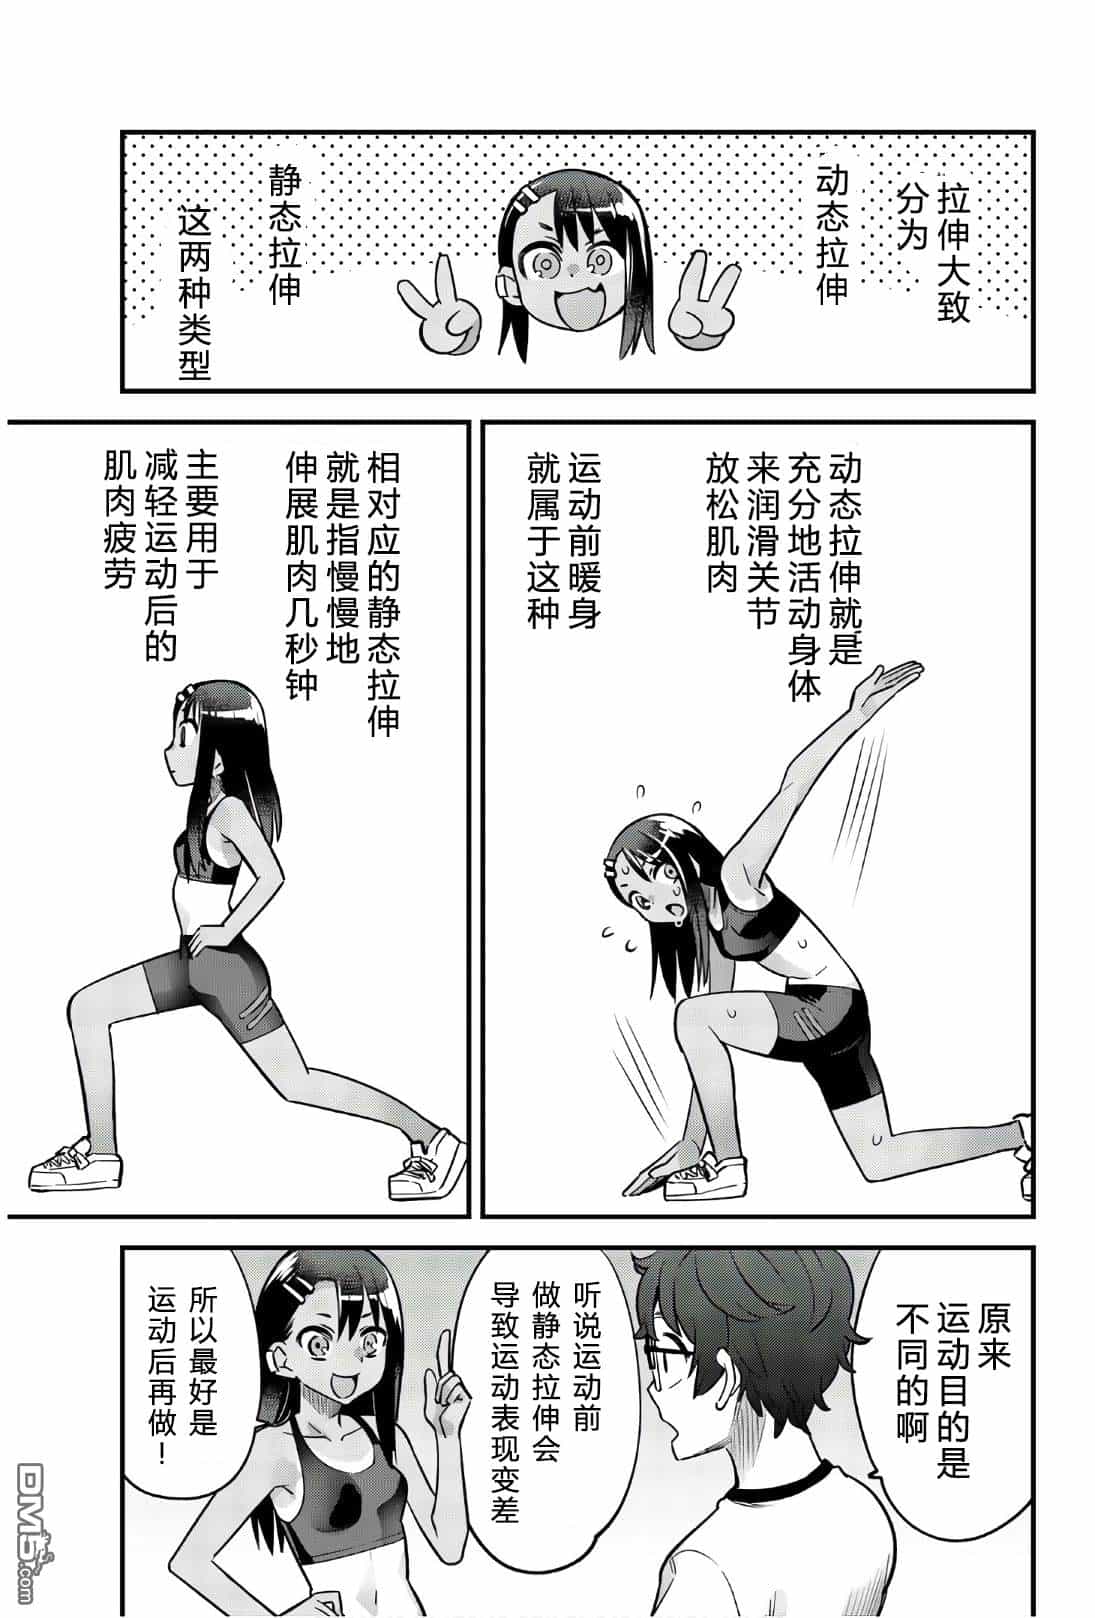 拉伸大致
分为
动态拉伸
静态拉伸
这两种类型
动态拉伸就是
充分地活动身体
来润滑关节
放松肌肉
运动前暖身
就属于这种
相对应的静态拉伸
就是指慢慢地
伸展肌肉几秒钟
主要用于
减轻运动后的
肌肉疲劳
原来
运动目的是
不同的啊
听说运动前
做静态拉伸会
导致运动表现变差
所以最好是
运动后再做！
DM5.com